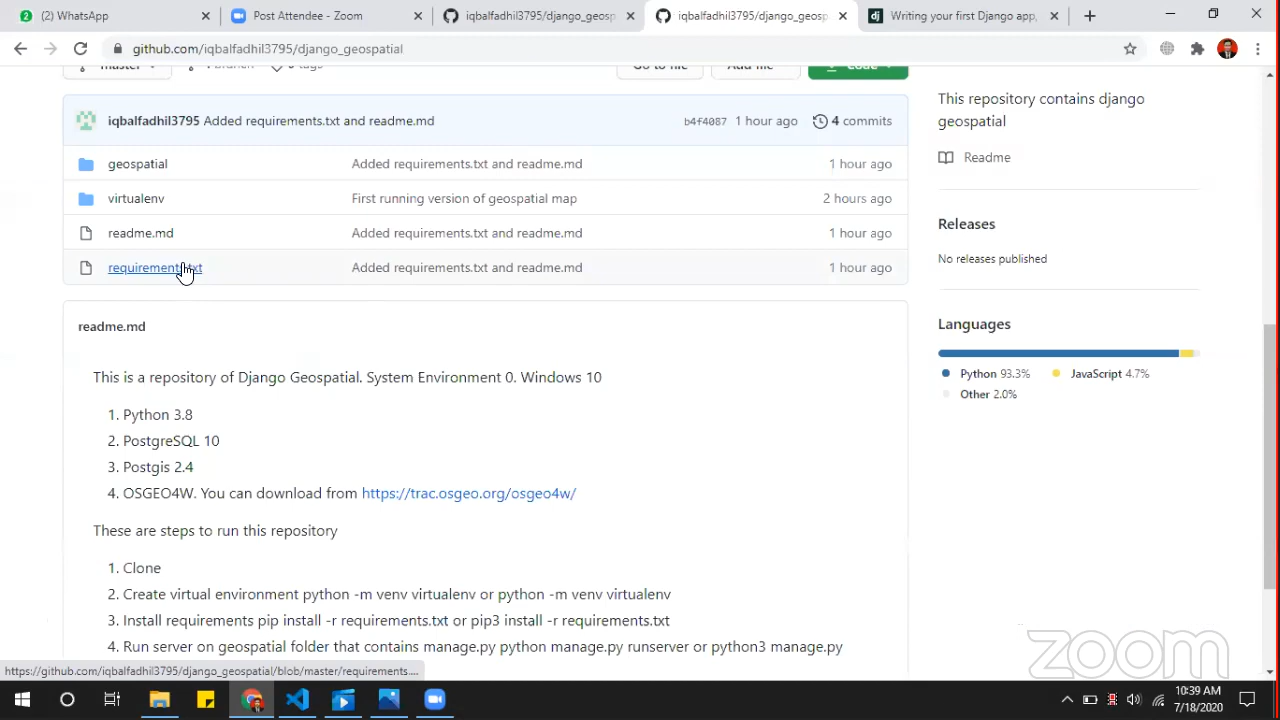 (2) WhatsApp
Post Attendee - Zoom
iqbalfadhil3795/django_geosp
iqbalfadhil3795/django_geosp
Writing your first Django app,
github.com/iqbalfadhil3795/django_geospatial
master
1 branch
0 tags
Go to file
Add file
Code
iqbalfadhil3795 Added requirements.txt and readme.md
b4f4087 1 hour ago
4 commits
geospatial Added requirements.txt and readme.md 1 hour ago
virtualenv First running version of geospatial map 2 hours ago
readme.md Added requirements.txt and readme.md 1 hour ago
requirements.txt Added requirements.txt and readme.md 1 hour ago
This repository contains django
geospatial
Readme
Releases
No releases published
Languages
Python 93.3% JavaScript 4.7%
Other 2.0%
readme.md
This is a repository of Django Geospatial. System Environment 0. Windows 10
1. Python 3.8
2. PostgreSQL 10
3. Postgis 2.4
4. OSGEO4W. You can download from https://trac.osgeo.org/osgeo4w/
These are steps to run this repository
1. Clone
2. Create virtual environment python -m venv virtualenv or python -m venv virtualenv
3. Install requirements pip install -r requirements.txt or pip3 install -r requirements.txt
4. Run server on geospatial folder that contains manage.py python manage.py runserver or python3 manage.py
https://github.com/iqbalfadhil3795/django_geospatial/blob/master/requirements....
zoom
10:39 AM
7/18/2020